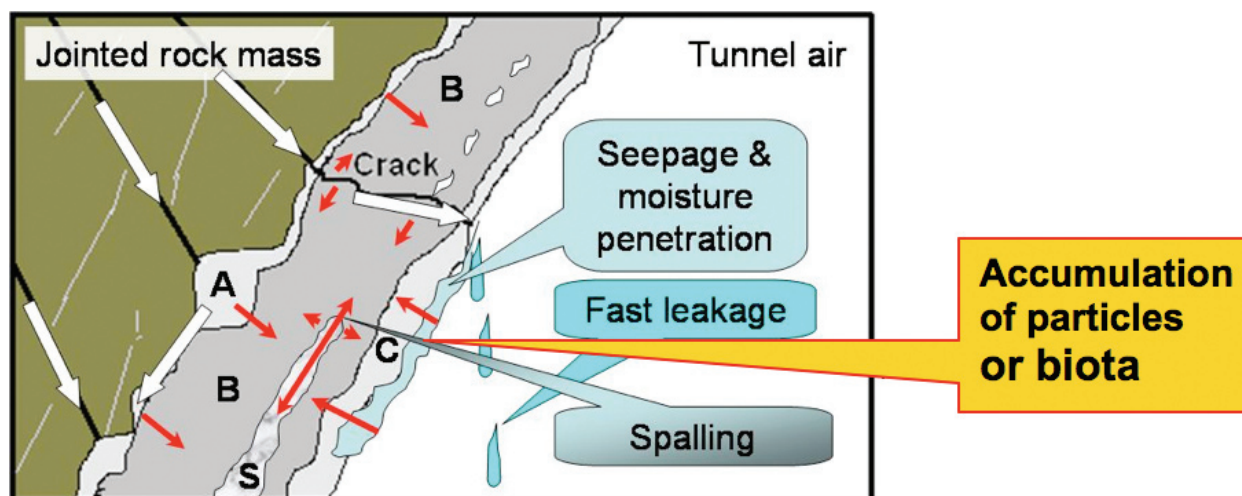 Jointed rock mass
Tunnel air
B
Crack
Seepage &
moisture
penetration
A
Fast leakage
Accumulation
of particles
or biota
C
B
Spalling
S